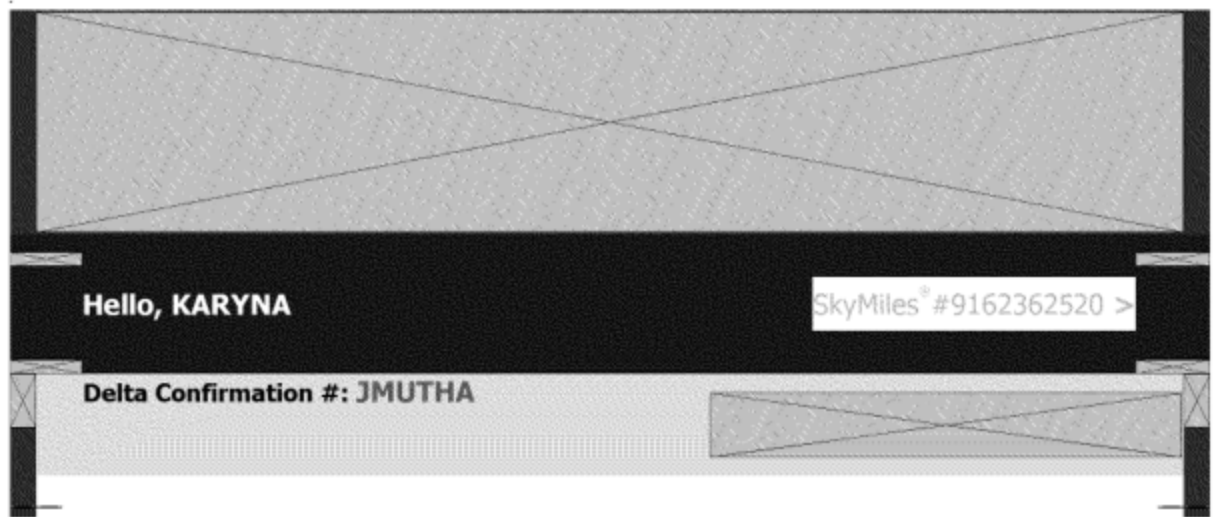 Hello, KARYNA
SkyMiles® #9162362520 >
Delta Confirmation #: JMUTHA